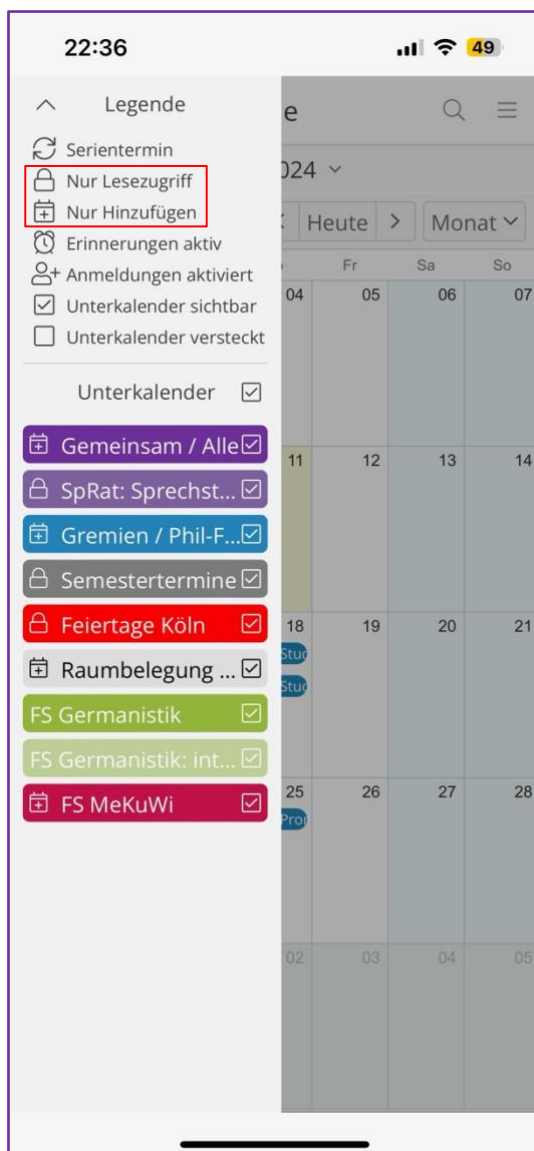 22:36
49
Legende
Serientermin
Nur Lesezugriff
Nur Hinzufügen
Erinnerungen aktiv
Anmeldungen aktiviert
Unterkalender sichtbar
Unterkalender versteckt
Unterkalender
Gemeinsam / Alle
SpRat: Sprechst...
Gremien / Phil-F...
Semestertermine
Feiertage Köln
Raumbelegung ...
FS Germanistik
FS Germanistik: int...
FS MeKuWi
e
024
Heute
Monat
Fr Sa So
04 05 06 07
11 12 13 14
18 19 20 21
Stud
Stud
25 26 27 28
Pro
02 03 04 05